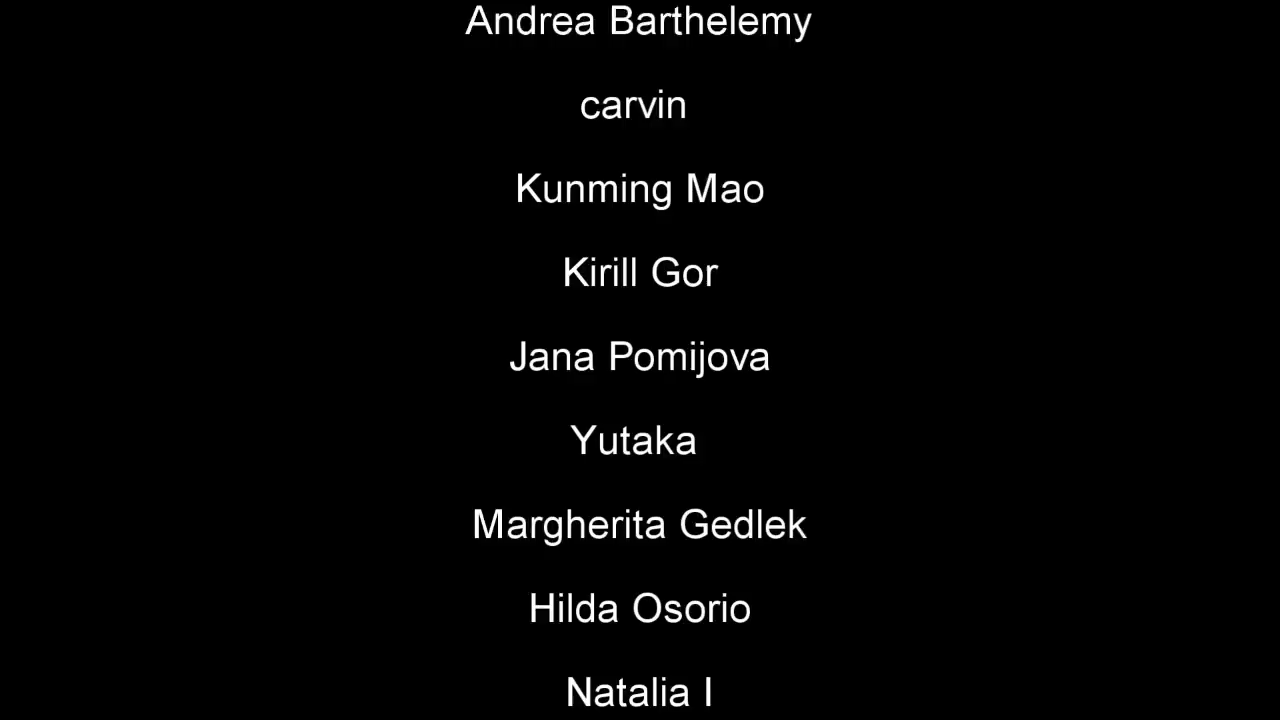 Andrea Barthelemy
carvin
Kunming Mao
Kirill Gor
Jana Pomijova
Yutaka
Margherita Gedlek
Hilda Osorio
Natalia I